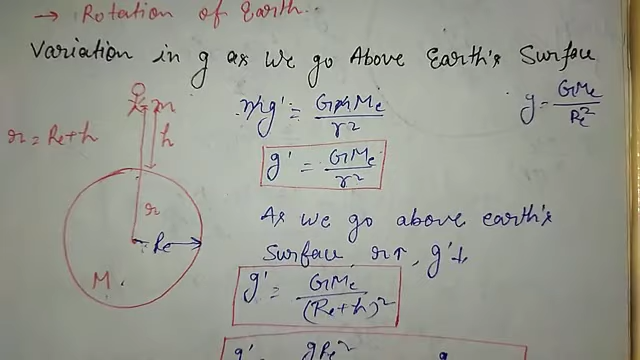 → Rotation of Earth..
Variation in g as we go Above Earth's Surface
m
r = Re+h
h
r
Re
M
mg' = GmMe/r²
g = GMe/Re²
g' = GMe/r²
As we go above earth's
surface, r↑, g'↓
g' = GMe/(Re+h)²
g' gRe² g